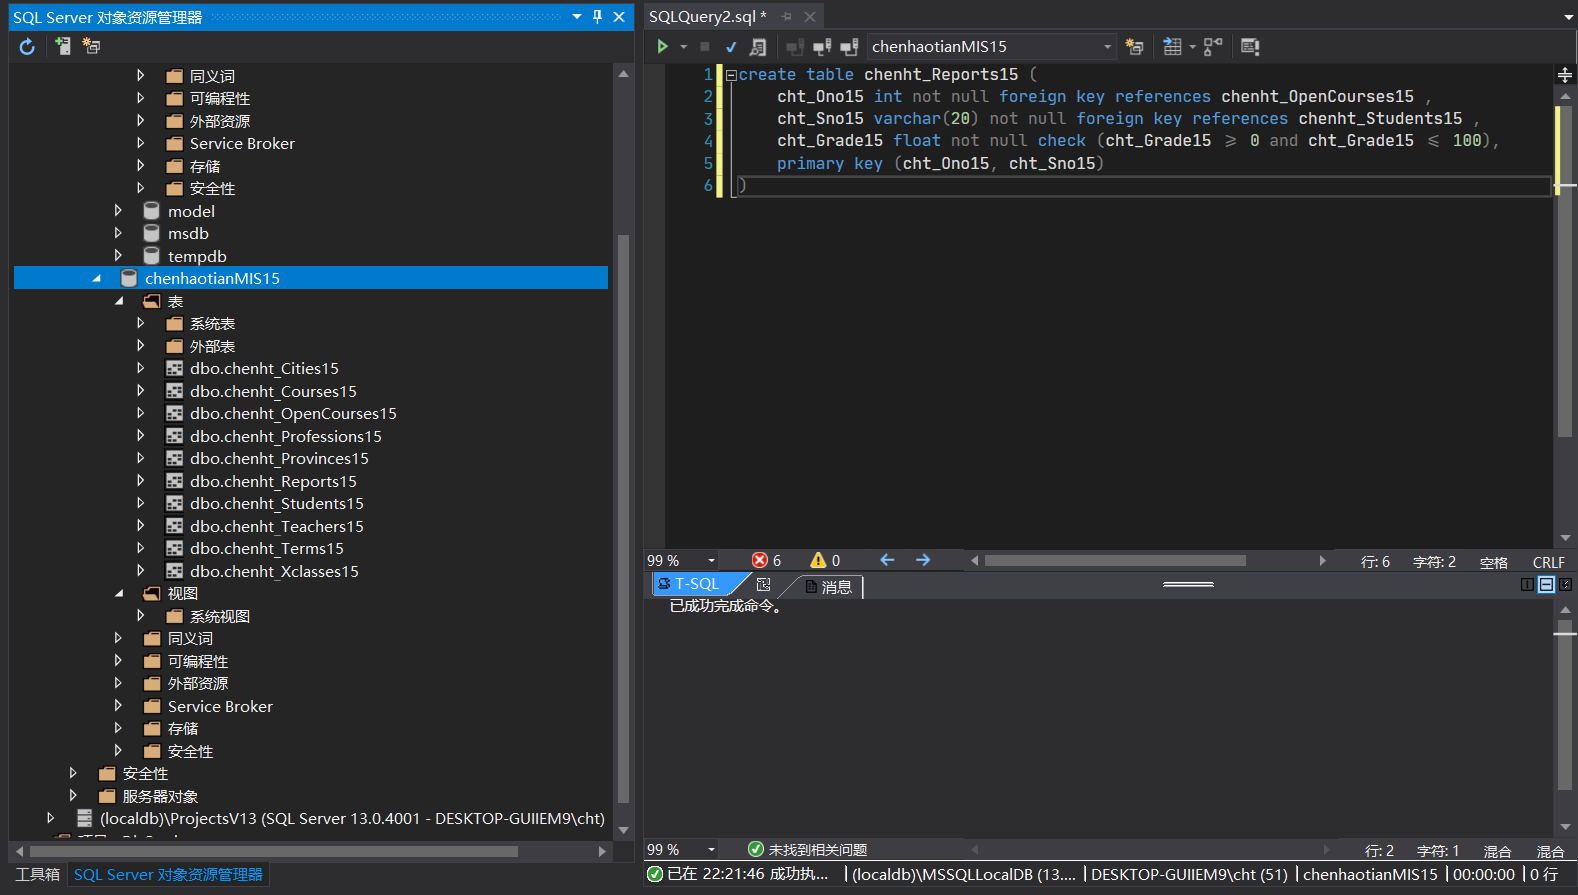 SQL Server 对象资源管理器
同义词
可编程性
外部资源
Service Broker
存储
安全性
model
msdb
tempdb
chenhaotianMIS15
表
系统表
外部表
dbo.chenht_Cities15
dbo.chenht_Courses15
dbo.chenht_OpenCourses15
dbo.chenht_Professions15
dbo.chenht_Provinces15
dbo.chenht_Reports15
dbo.chenht_Students15
dbo.chenht_Teachers15
dbo.chenht_Terms15
dbo.chenht_Xclasses15
视图
系统视图
同义词
可编程性
外部资源
Service Broker
存储
安全性
安全性
服务器对象
(localdb)\ProjectsV13 (SQL Server 13.0.4001 - DESKTOP-GUIIEM9\cht)
工具箱 SQL Server 对象资源管理器
SQLQuery2.sql *
chenhaotianMIS15
1 create table chenht_Reports15 (
2 cht_Ono15 int not null foreign key references chenht_OpenCourses15 ,
3 cht_Sno15 varchar(20) not null foreign key references chenht_Students15 ,
4 cht_Grade15 float not null check (cht_Grade15 ⩾ 0 and cht_Grade15 ⩽ 100),
5 primary key (cht_Ono15, cht_Sno15)
6 )
99 % 6 0 行: 6 字符: 2 空格 CRLF
T-SQL 消息
已成功完成命令。
99 % 未找到相关问题 行: 2 字符: 1 混合 混合
已在 22:21:46 成功执... (localdb)\MSSQLLocalDB (13.... DESKTOP-GUIIEM9\cht (51) chenhaotianMIS15 00:00:00 0 行